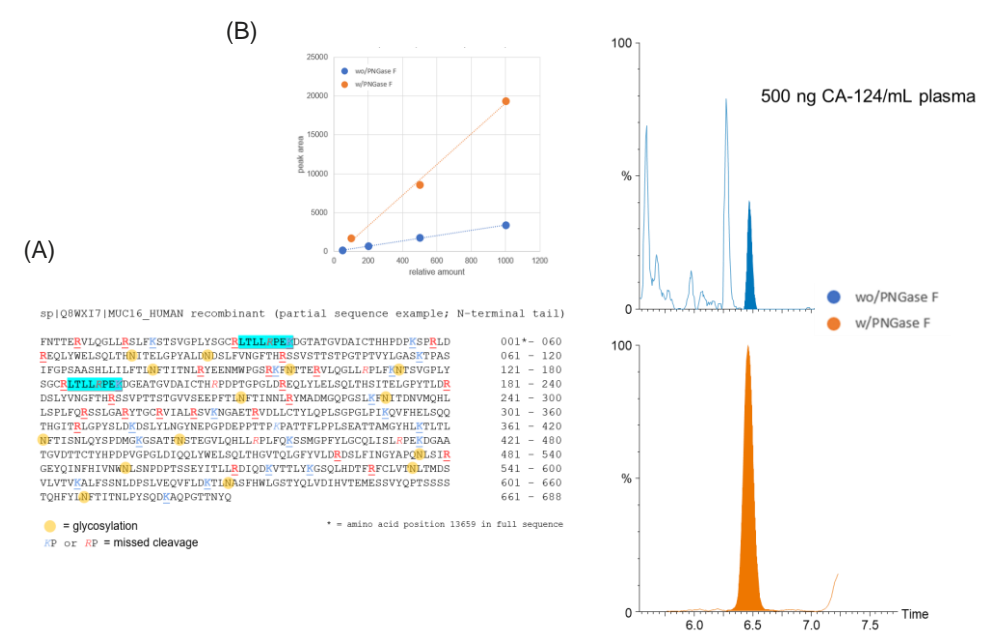 (B)
25000
20000
15000
10000
5000
0
peak area
wo/PNGase F
w/PNGase F
0 200 400 600 800 1000 1200
relative amount
(A)
sp|Q8WXI7|MUC16_HUMAN recombinant (partial sequence example; N-terminal tail)
FNTTERVLQGLLRSLFKSTSVGPLYSGCRLTLLRPEKDGTATGVDAICTHHPDPKSPRLD 001*- 060
REQLYWELSQLTHNITELGPYALDNDSLFVNGFTHRSSVSTTSTPGTPTVYLGASKTPAS 061 - 120
IFGPSAASHLLILFTLNFTITNLRYEENMWPGSRKFNTTERVLQGLLRPLFKNTSVGPLY 121 - 180
SGCRLTLLRPEKDGEATGVDAICTHRPDPTGPGLDREQLYLELSQLTHSITELGPYTLDR 181 - 240
DSLYVNGFTHRSSVPTTSTGVVSEEPFTLNFTINNLRYMADMGQPGSLKFNITDNVMQHL 241 - 300
LSPLFQRSSLGARYTGCRVIALRSVKNGAETRVDLLCTYLQPLSGPGLPIKQVFHELSQQ 301 - 360
THGITRLGPYSLDKDSLYLNGYNEPGPDEPPTTPKPATTFLPPLSEATTAMGYHLKTLTL 361 - 420
NFTISNLQYSPDMGKGSATFNSTEGVLQHLLRPLFQKSSMGPFYLGCQLISLRPEKDGAA 421 - 480
TGVDTTCTYHPDPVGPGLDIQQLYWELSQLTHGVTQLGFYVLDRDSLFINGYAPQNLSIR 481 - 540
GEYQINFHIVNWNLSNPDPTSSEYITLLRDIQDKVTTLYKGSQLHDTFRFCLVTNLTMDS 541 - 600
VLVTVKALFSSNLDPSLVEQVFLDKTLNASFHWLGSTYQLVDIHVTEMESSVYQPTSSSS 601 - 660
TQHFYLNFTITNLPYSQDKAQPGTTNYQ 661 - 688
= glycosylation
KP or RP = missed cleavage
* = amino acid position 13659 in full sequence
100
%
0
500 ng CA-124/mL plasma
wo/PNGase F
w/PNGase F
100
%
0
6.0 6.5 7.0 7.5
Time